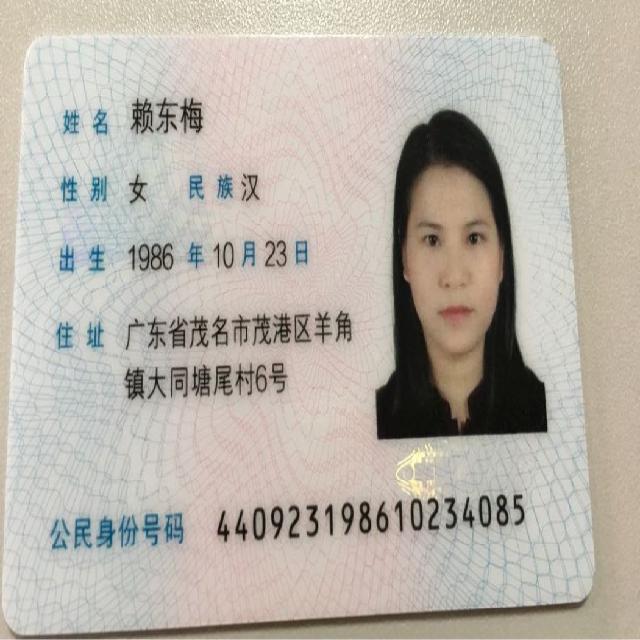 姓名 赖东梅
性别 女 民族 汉
出生 1986 年 10 月 23 日
住址 广东省茂名市茂港区羊角
镇大同塘尾村6号
公民身份号码 440923198610234085